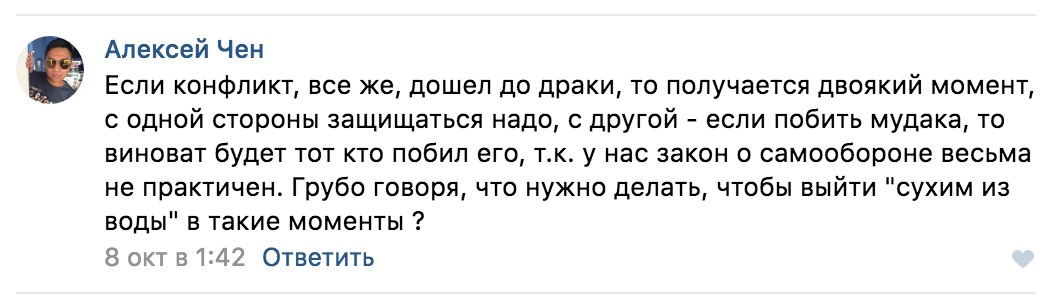 Алексей Чен
Если конфликт, все же, дошел до драки, то получается двоякий момент,
с одной стороны защищаться надо, с другой - если побить мудака, то
виноват будет тот кто побил его, т.к. у нас закон о самообороне весьма
не практичен. Грубо говоря, что нужно делать, чтобы выйти "сухим из
воды" в такие моменты ?
8 окт в 1:42 Ответить